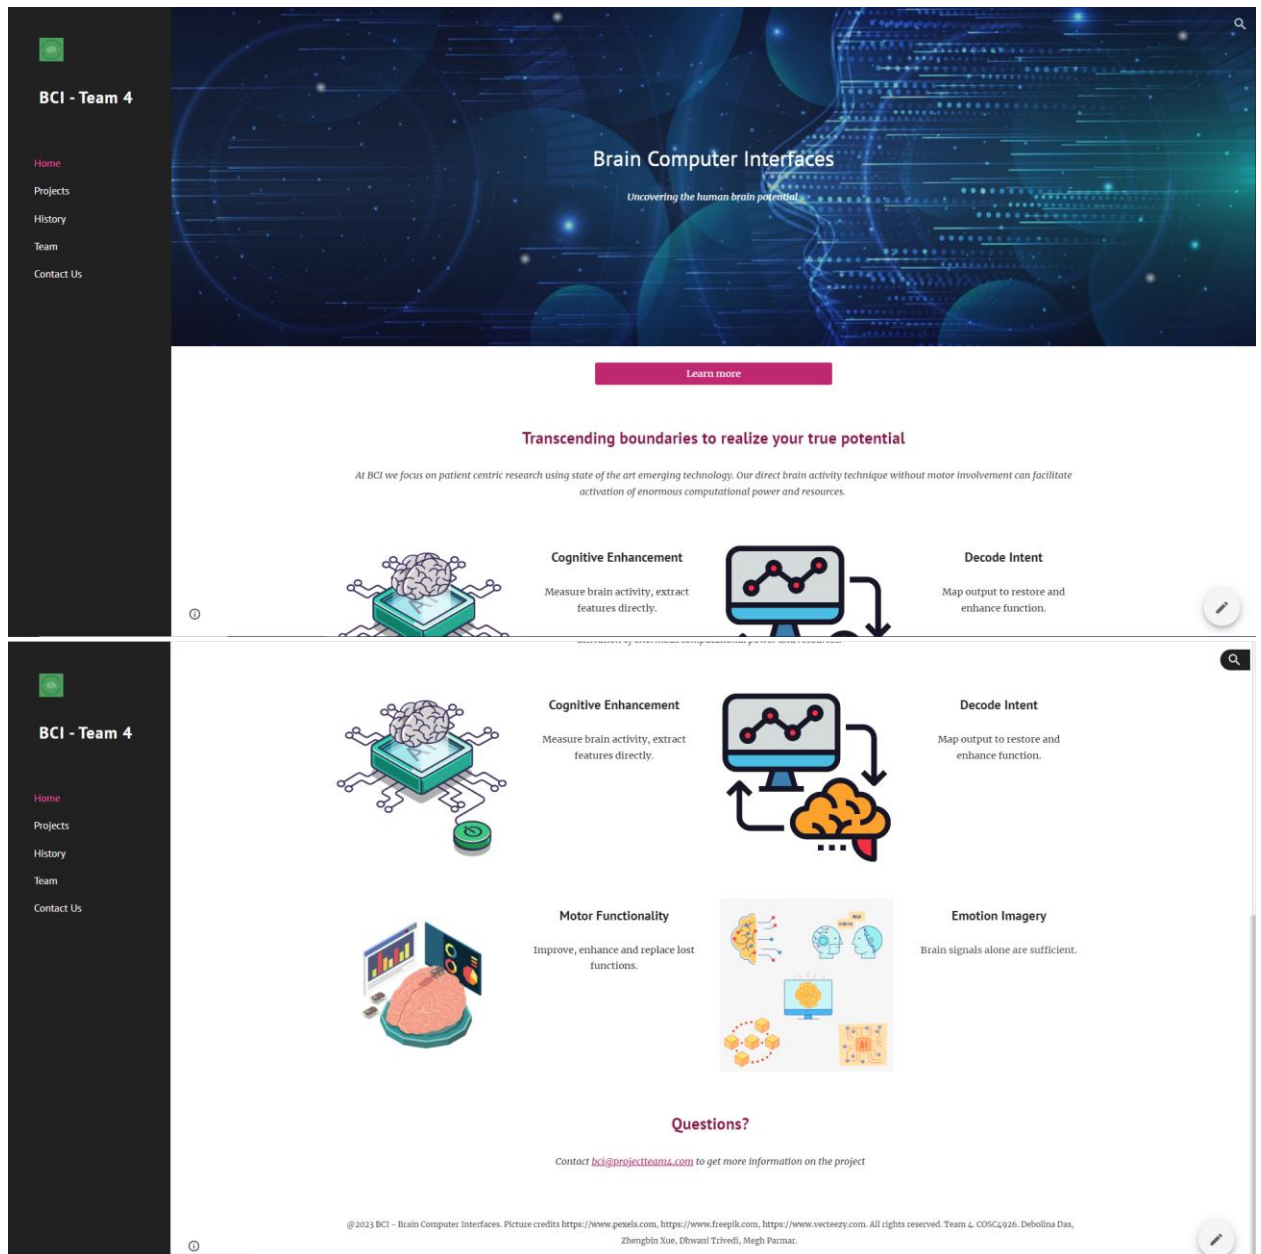 BCI - Team 4
Home
Projects
History
Team
Contact Us
Brain Computer Interfaces
Uncovering the human brain potential
Learn more
Transcending boundaries to realize your true potential
At BCI we focus on patient centric research using state of the art emerging technology. Our direct brain activity technique without motor involvement can facilitate
activation of enormous computational power and resources.
Cognitive Enhancement
Measure brain activity, extract
features directly.
Decode Intent
Map output to restore and
enhance function.
BCI - Team 4
Home
Projects
History
Team
Contact Us
activation of enormous computational power and resources.
Cognitive Enhancement
Measure brain activity, extract
features directly.
Decode Intent
Map output to restore and
enhance function.
Motor Functionality
Improve, enhance and replace lost
functions.
AI
Emotion Imagery
Brain signals alone are sufficient.
Questions?
Contact bci@projectteam4.com to get more information on the project
@2023 BCI - Brain Computer Interfaces. Picture credits https://www.pexels.com, https://www.freepik.com, https://www.vecteezy.com. All rights reserved. Team 4. COSC4926. Debolina Das,
Zhengbin Xue, Dhwani Trivedi, Megh Parmar.